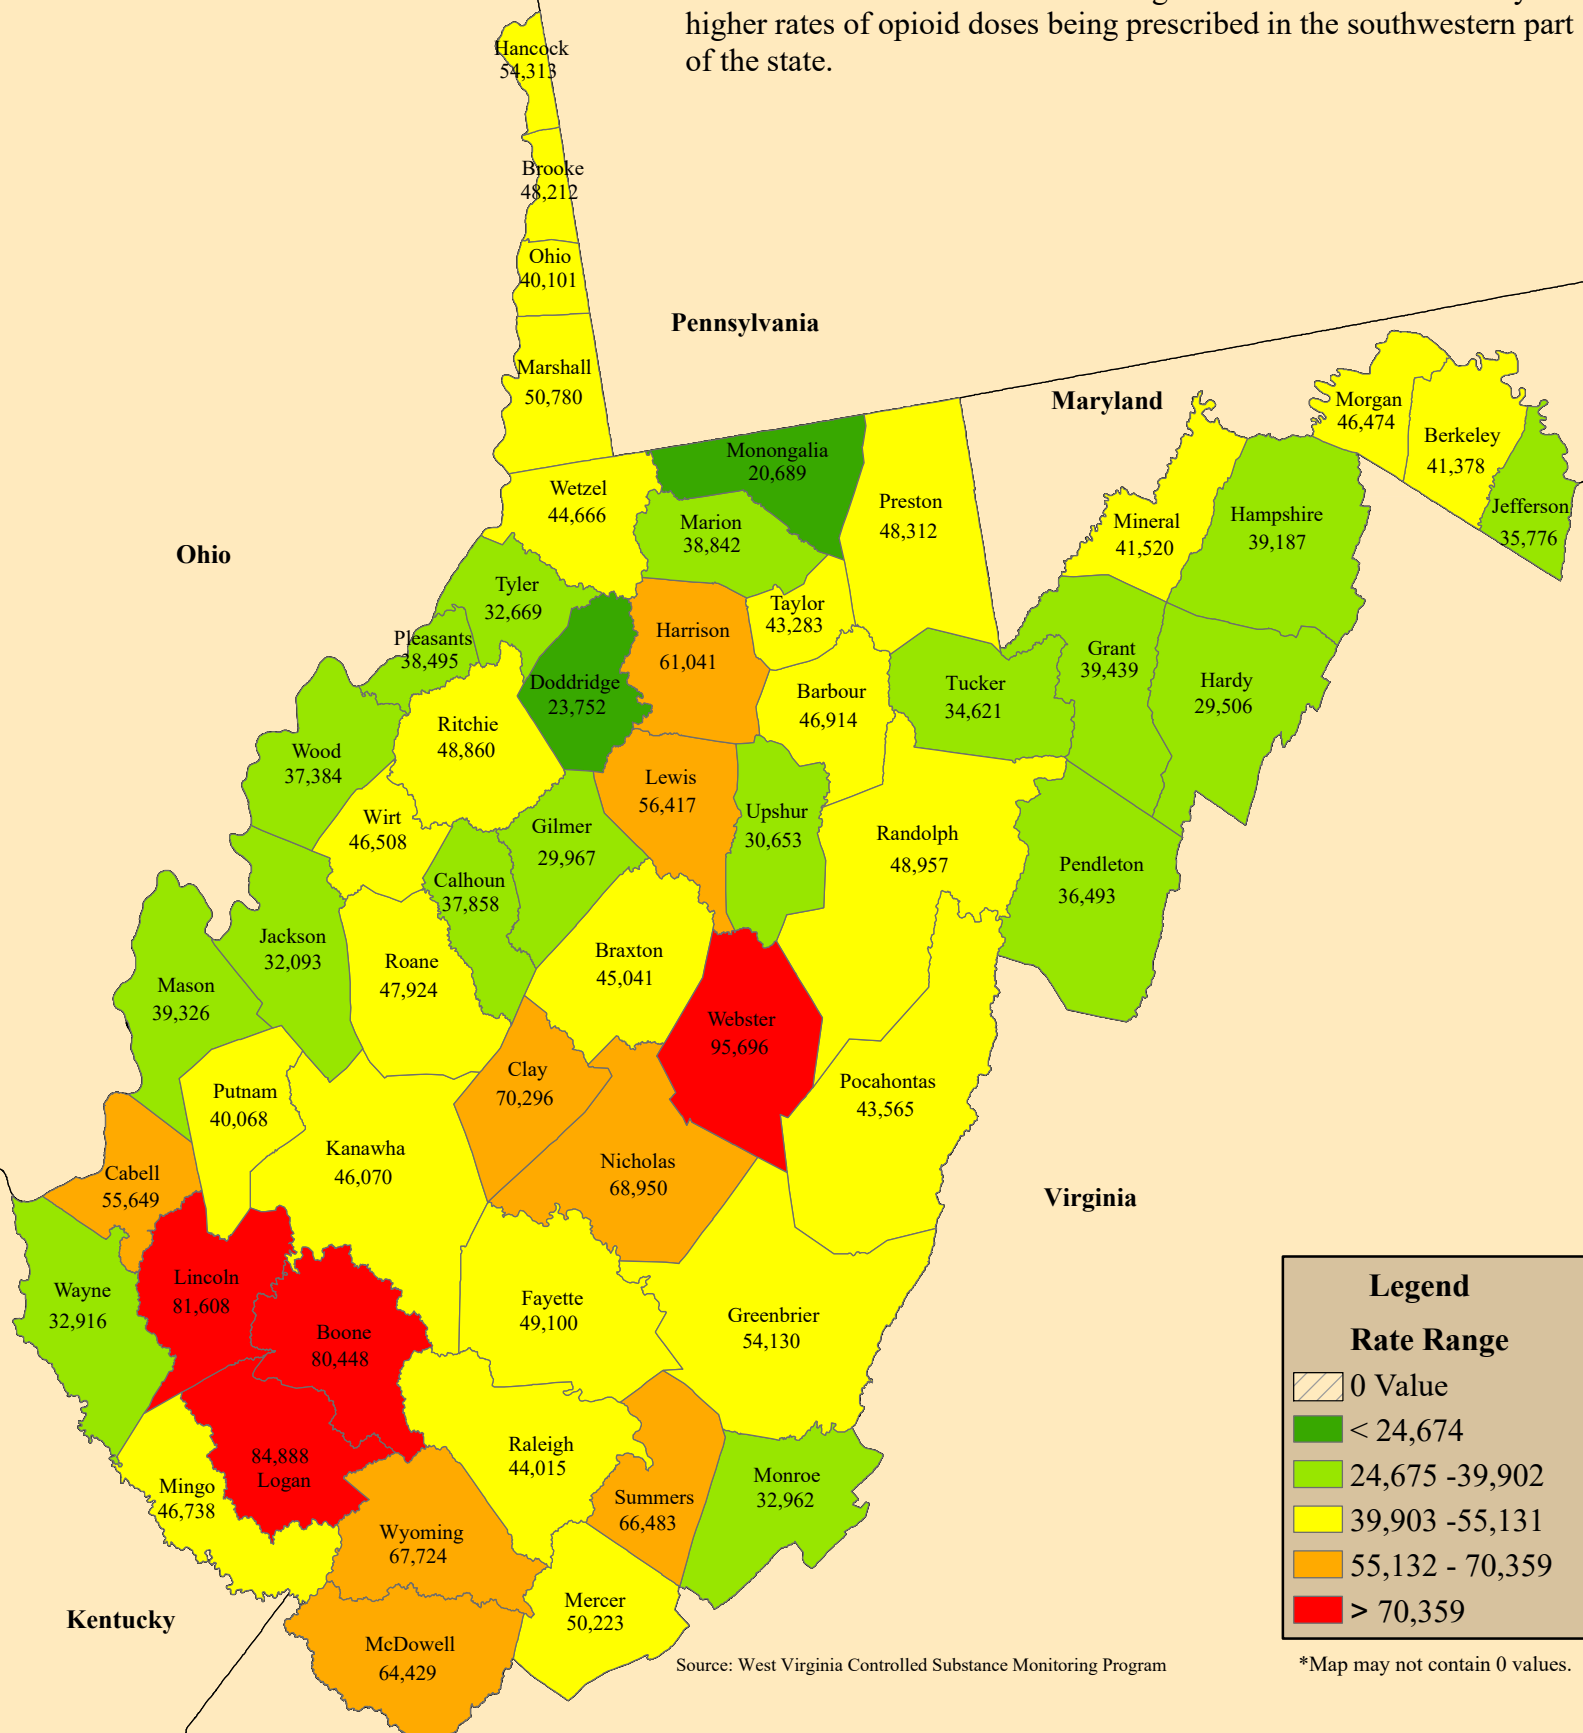 higher rates of opioid doses being prescribed in the southwestern part
of the state.
Hancock
54,313
Brooke
48,212
Ohio
40,101
Pennsylvania
Marshall
50,780
Maryland
Morgan
46,474
Berkeley
41,378
Jefferson
35,776
Monongalia
20,689
Wetzel
44,666
Preston
48,312
Marion
38,842
Mineral
41,520
Hampshire
39,187
Ohio
Tyler
32,669
Taylor
43,283
Pleasants
38,495
Harrison
61,041
Grant
39,439
Hardy
29,506
Doddridge
23,752
Barbour
46,914
Tucker
34,621
Ritchie
48,860
Wood
37,384
Lewis
56,417
Wirt
46,508
Gilmer
29,967
Upshur
30,653
Randolph
48,957
Pendleton
36,493
Calhoun
37,858
Jackson
32,093
Roane
47,924
Braxton
45,041
Mason
39,326
Webster
95,696
Clay
70,296
Pocahontas
43,565
Putnam
40,068
Kanawha
46,070
Nicholas
68,950
Cabell
55,649
Virginia
Wayne
32,916
Lincoln
81,608
Boone
80,448
Fayette
49,100
Greenbrier
54,130
84,888
Logan
Raleigh
44,015
Mingo
46,738
Summers
66,483
Monroe
32,962
Wyoming
67,724
Mercer
50,223
Kentucky
McDowell
64,429
Legend
Rate Range
0 Value
< 24,674
24,675 -39,902
39,903 -55,131
55,132 - 70,359
> 70,359
Source: West Virginia Controlled Substance Monitoring Program
*Map may not contain 0 values.